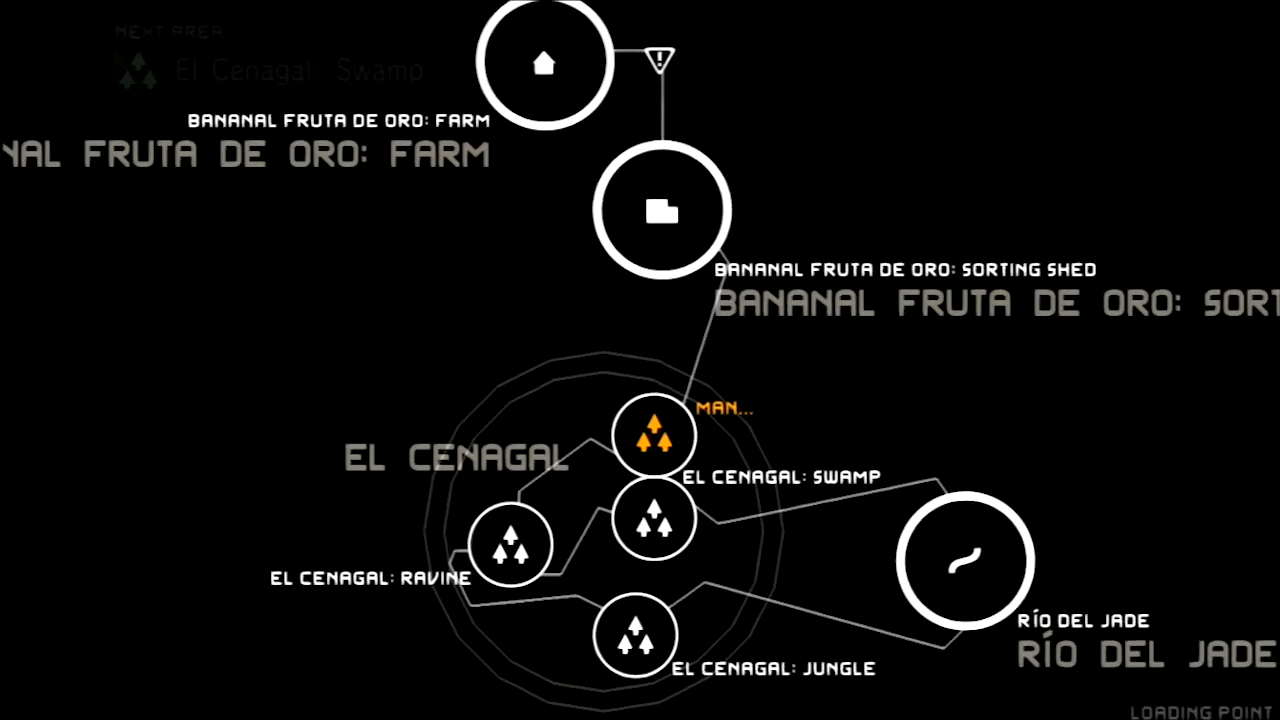 NEXT AREA
El Cenagal: Swamp
BANANAL FRUTA DE ORO: FARM
NAL FRUTA DE ORO: FARM
BANANAL FRUTA DE ORO: SORTING SHED
BANANAL FRUTA DE ORO: SORT
MAN...
EL CENAGAL
EL CENAGAL: SWAMP
EL CENAGAL: RAVINE
RÍO DEL JADE
RÍO DEL JADE
EL CENAGAL: JUNGLE
LOADING POINT